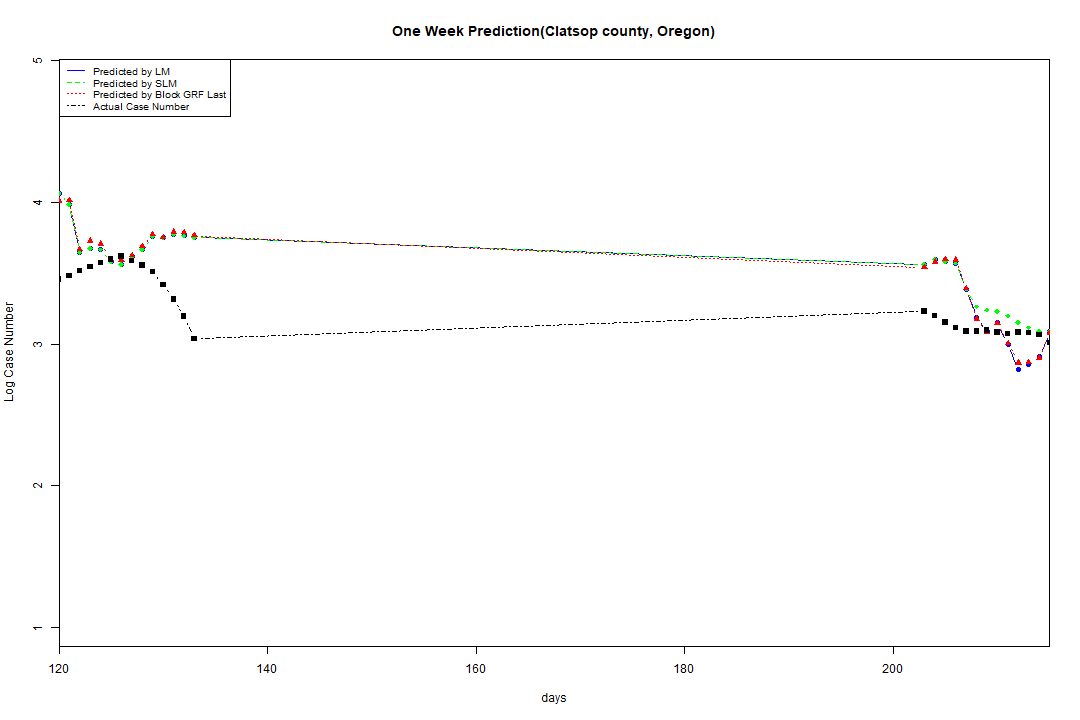 One Week Prediction(Clatsop county, Oregon)
Predicted by LM
Predicted by SLM
Predicted by Block GRF Last
Actual Case Number
5
4
3
2
1
Log Case Number
120 140 160 180 200
days